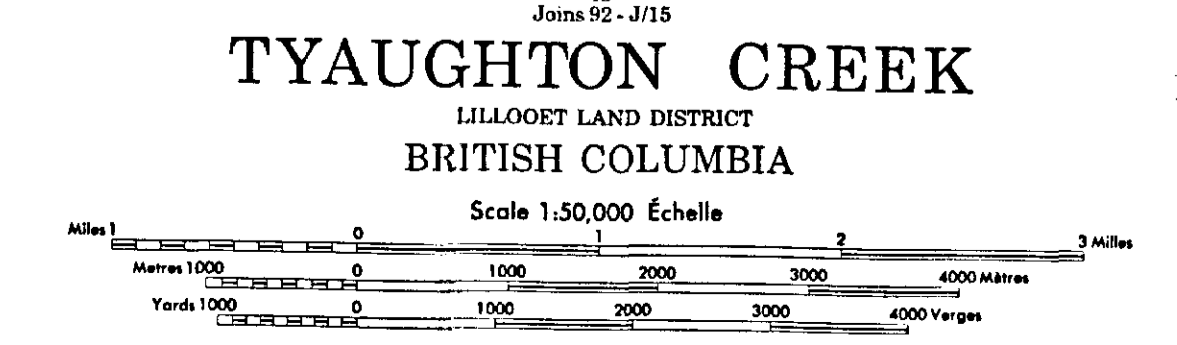 Joins 92 - J/15
TYAUGHTON CREEK
LILLOOET LAND DISTRICT
BRITISH COLUMBIA
Scale 1:50,000 Échelle
Miles 1 0 1 2 3 Milles
Metres 1000 0 1000 2000 3000 4000 Mètres
Yards 1000 0 1000 2000 3000 4000 Verges